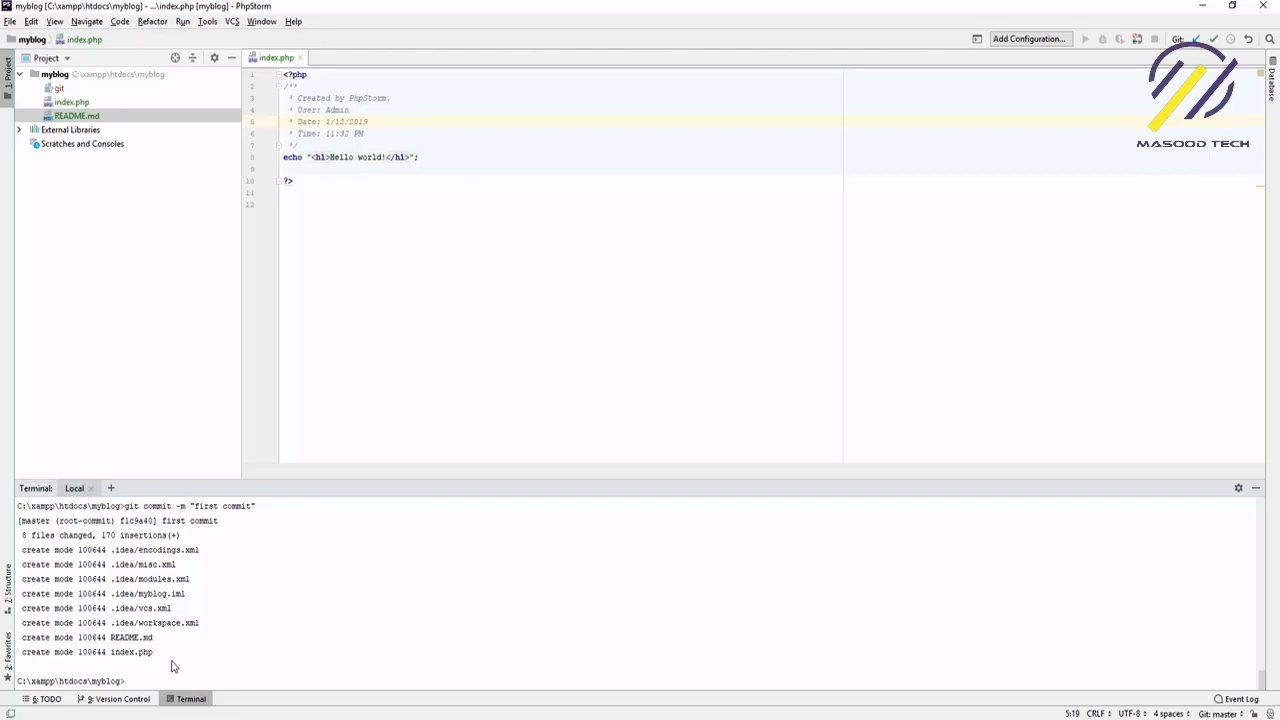 myblog [C:\xampp\htdocs\myblog] - ...\index.php [myblog] - PhpStorm
File Edit View Navigate Code Refactor Run Tools VCS Window Help
myblog index.php
Add Configuration...
Git:
Project
index.php
1: Project
Database
myblog C:\xampp\htdocs\myblog
git
index.php
README.md
External Libraries
Scratches and Consoles
1 <?php
2 /**
3 * Created by PhpStorm.
4 * User: Admin
5 * Date: 1/12/2019
6 * Time: 11:32 PM
7 */
8 echo "<h1>Hello world!</h1>";
9
10 ?>
11
12
MASOOD TECH
Terminal: Local +
C:\xampp\htdocs\myblog>git commit -m "first commit"
[master (root-commit) f1c9a40] first commit
8 files changed, 170 insertions(+)
create mode 100644 .idea/encodings.xml
create mode 100644 .idea/misc.xml
create mode 100644 .idea/modules.xml
create mode 100644 .idea/myblog.iml
create mode 100644 .idea/vcs.xml
create mode 100644 .idea/workspace.xml
create mode 100644 README.md
create mode 100644 index.php
C:\xampp\htdocs\myblog>
7: Structure
2: Favorites
6: TODO 9: Version Control Terminal
Event Log
5:19 CRLF UTF-8 4 spaces Git: master